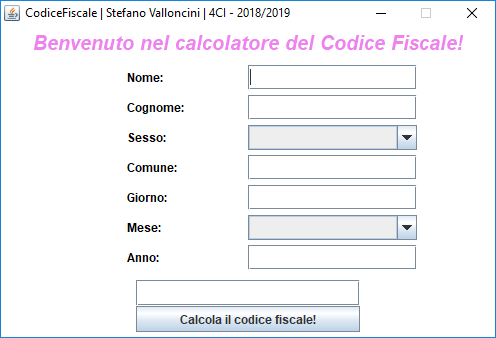 CodiceFiscale | Stefano Valloncini | 4CI - 2018/2019
Benvenuto nel calcolatore del Codice Fiscale!
Nome:
Cognome:
Sesso:
Comune:
Giorno:
Mese:
Anno:
Calcola il codice fiscale!